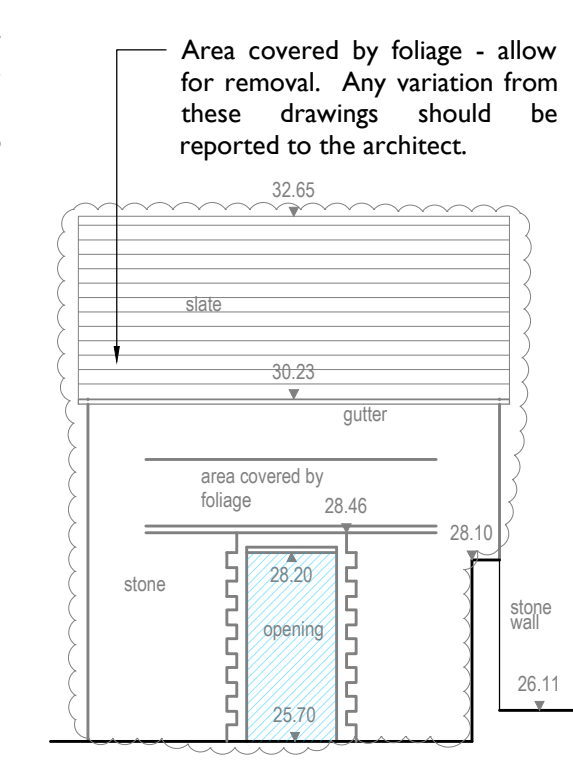 Area covered by foliage - allow
for removal. Any variation from
these drawings should be
reported to the architect.
32.65
slate
30.23
gutter
area covered by
foliage
28.46
28.10
28.20
stone
opening
stone
wall
26.11
25.70